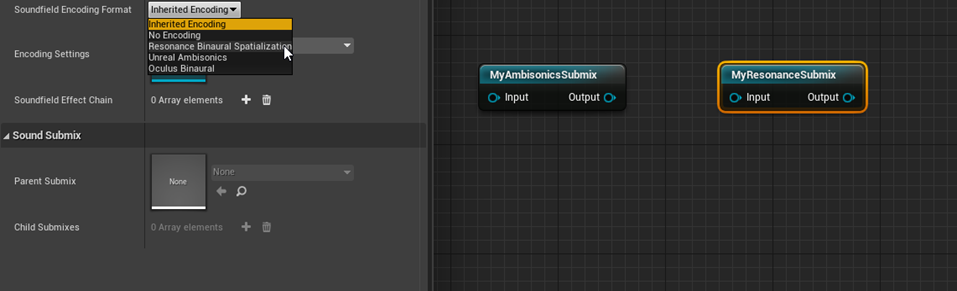 Soundfield Encoding Format
Inherited Encoding
Inherited Encoding
No Encoding
Resonance Binaural Spatialization
Unreal Ambisonics
Oculus Binaural
Encoding Settings
Soundfield Effect Chain
0 Array elements
Sound Submix
Parent Submix
None
None
Child Submixes
0 Array elements
MyAmbisonicsSubmix
Input Output
MyResonanceSubmix
Input Output